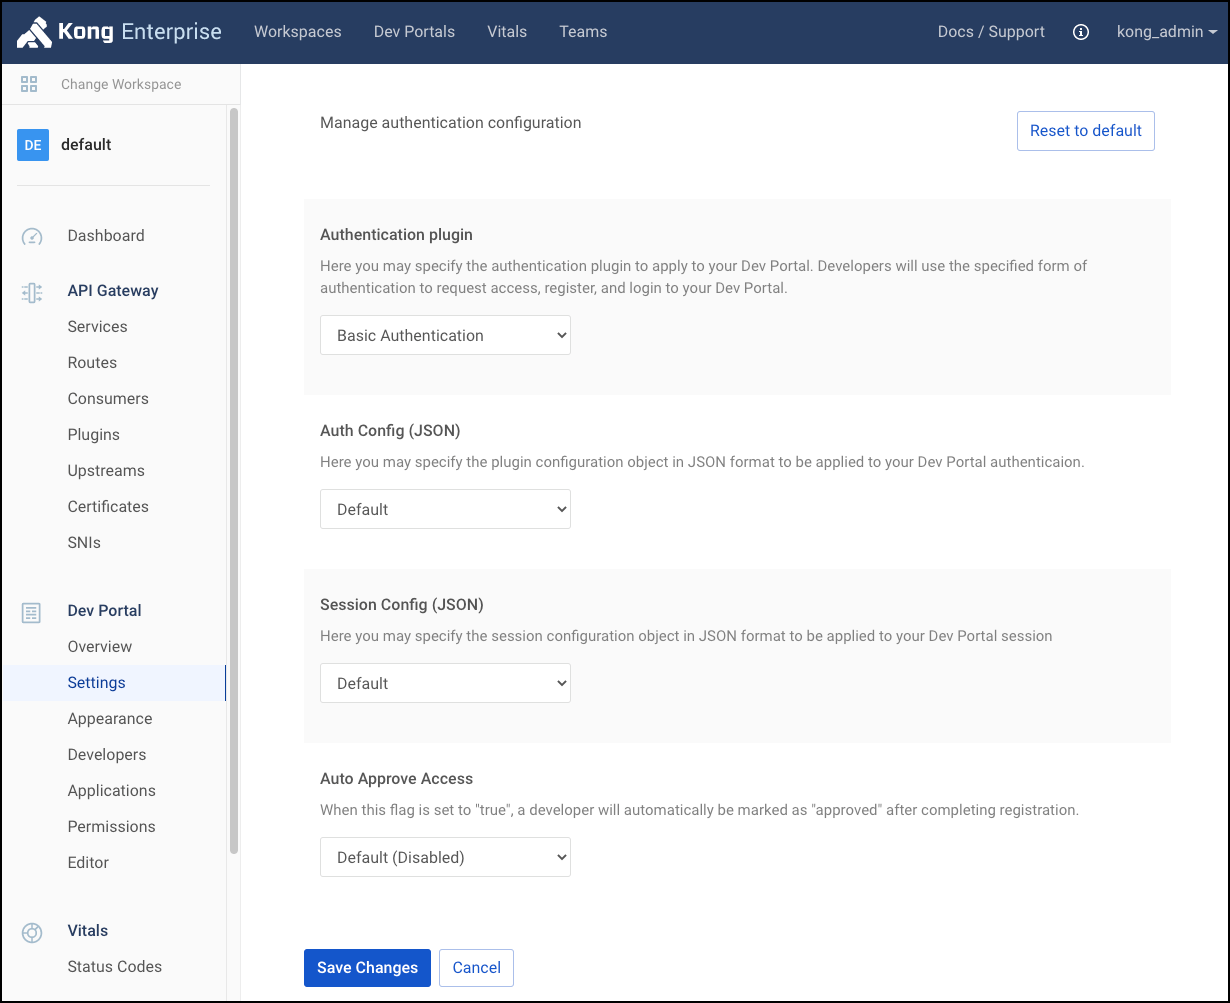 Kong Enterprise Workspaces Dev Portals Vitals Teams Docs / Support kong_admin
Change Workspace
DE default
Dashboard
API Gateway
Services
Routes
Consumers
Plugins
Upstreams
Certificates
SNIs
Dev Portal
Overview
Settings
Appearance
Developers
Applications
Permissions
Editor
Vitals
Status Codes
Manage authentication configuration
Reset to default
Authentication plugin
Here you may specify the authentication plugin to apply to your Dev Portal. Developers will use the specified form of
authentication to request access, register, and login to your Dev Portal.
Basic Authentication
Auth Config (JSON)
Here you may specify the plugin configuration object in JSON format to be applied to your Dev Portal authenticaion.
Default
Session Config (JSON)
Here you may specify the session configuration object in JSON format to be applied to your Dev Portal session
Default
Auto Approve Access
When this flag is set to "true", a developer will automatically be marked as "approved" after completing registration.
Default (Disabled)
Save Changes Cancel